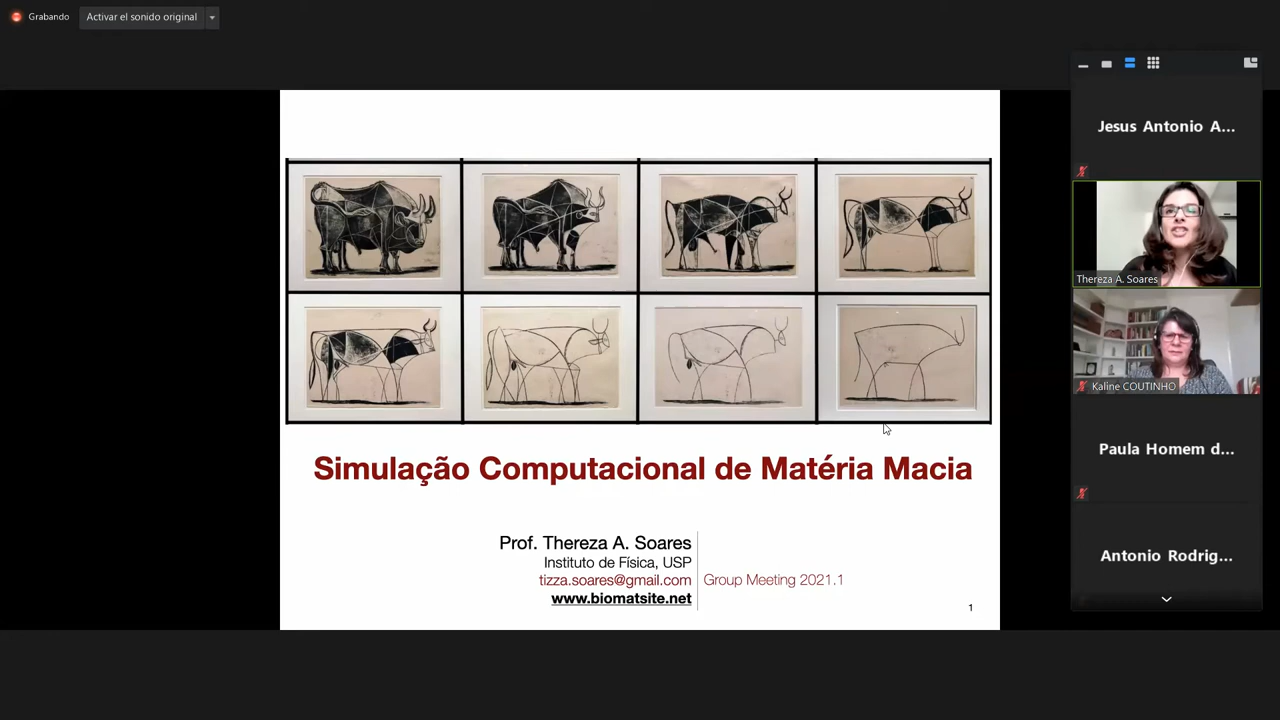 Grabando
Activar el sonido original
Jesus Antonio A...
Thereza A. Soares
Kaline COUTINHO
Paula Homem d...
Antonio Rodrig...
Simulação Computacional de Matéria Macia
Prof. Thereza A. Soares
Instituto de Física, USP
tizza.soares@gmail.com
Group Meeting 2021.1
www.biomatsite.net
1